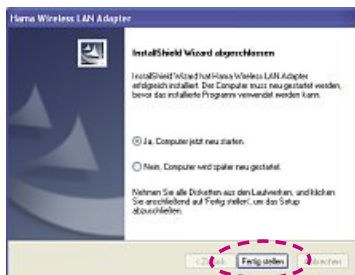 Hama Wireless LAN Adapter
InstallShield Wizard abgeschlossen
InstallShield Wizard hat Hama Wireless LAN Adapter
erfolgreich installiert. Der Computer muss neu gestartet werden,
bevor das installierte Programm verwendet werden kann.
Ja, Computer jetzt neu starten.
Nein, Computer wird später neu gestartet.
Nehmen Sie alle Disketten aus den Laufwerken, und klicken
Sie anschließend auf 'Fertig stellen', um das Setup
abzuschließen.
< Zurück Fertig stellen Abbrechen